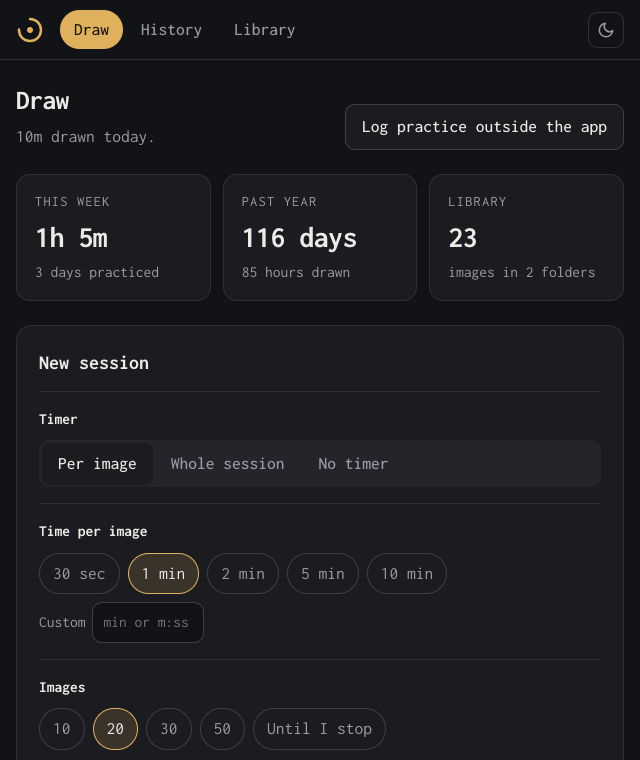 Draw History Library
Draw
10m drawn today.
Log practice outside the app
THIS WEEK
1h 5m
3 days practiced
PAST YEAR
116 days
85 hours drawn
LIBRARY
23
images in 2 folders
New session
Timer
Per image Whole session No timer
Time per image
30 sec 1 min 2 min 5 min 10 min
Custom min or m:ss
Images
10 20 30 50 Until I stop